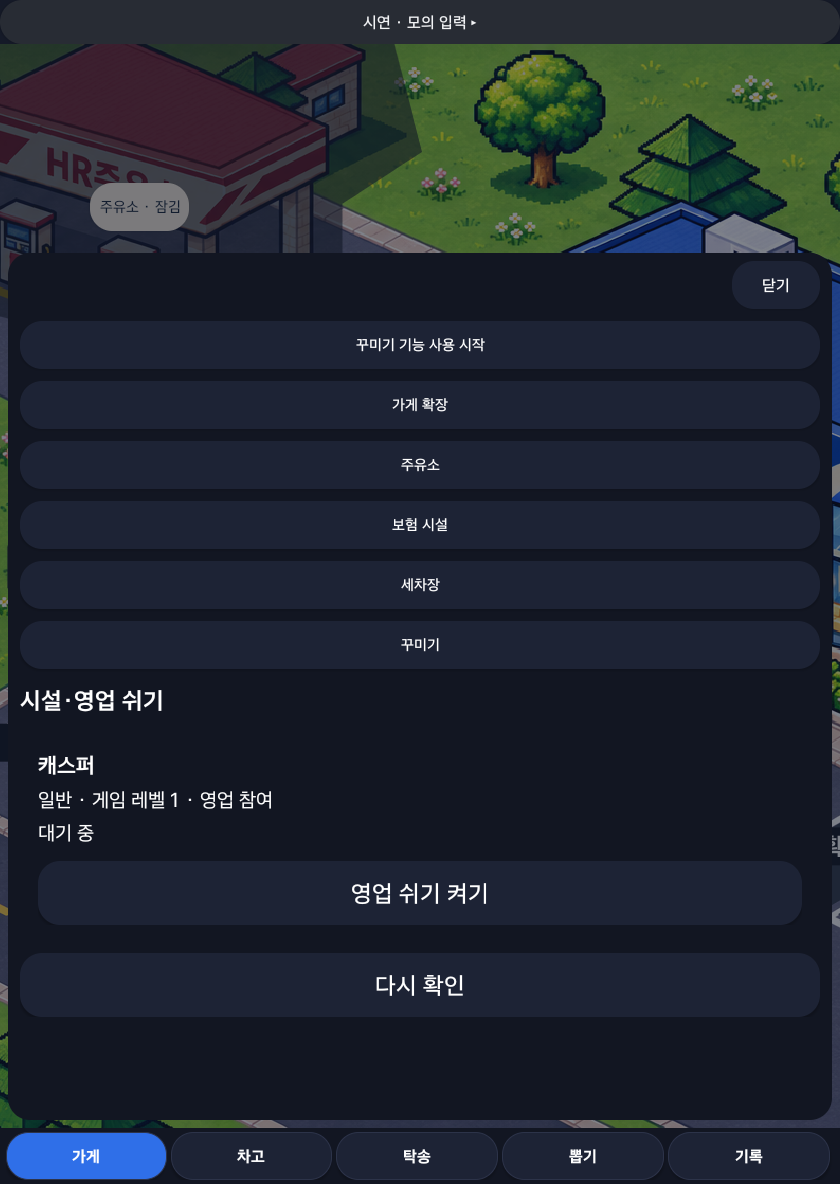 시연 · 모의 입력 ▸
HR주유
주유소 · 잠김
닫기
꾸미기 기능 사용 시작
가게 확장
주유소
보험 시설
세차장
꾸미기
시설·영업 쉬기
캐스퍼
일반 · 게임 레벨 1 · 영업 참여
대기 중
영업 쉬기 켜기
다시 확인
가게
차고
탁송
뽑기
기록